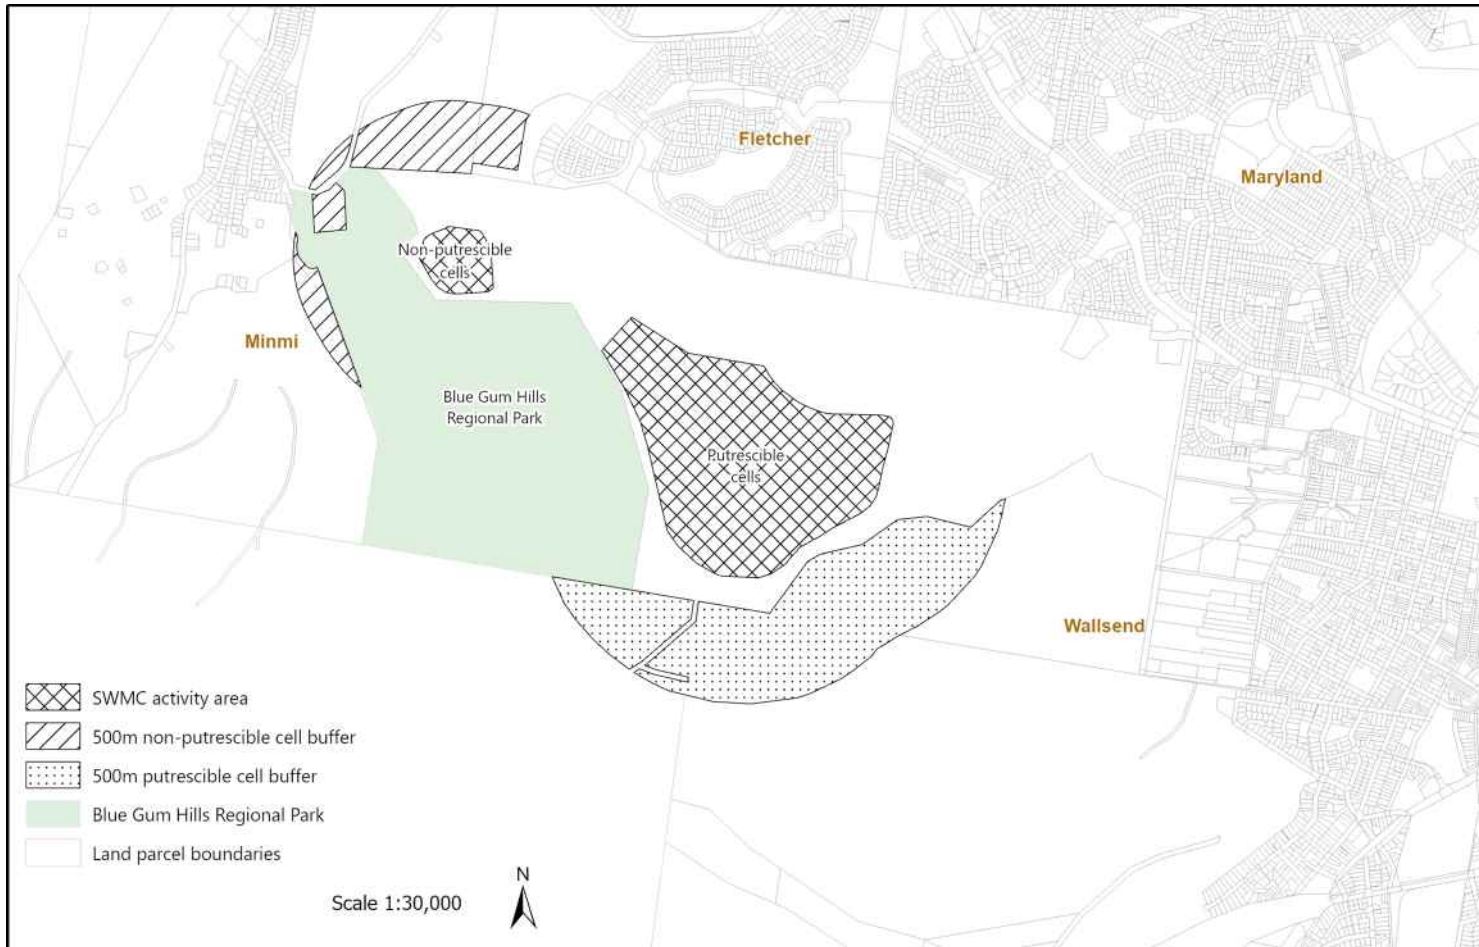 Fletcher
Maryland
Non-putrescible
cells
Minmi
Blue Gum Hills
Regional Park
Putrescible
cells
Wallsend
SWMC activity area
500m non-putrescible cell buffer
500m putrescible cell buffer
Blue Gum Hills Regional Park
Land parcel boundaries
N
Scale 1:30,000